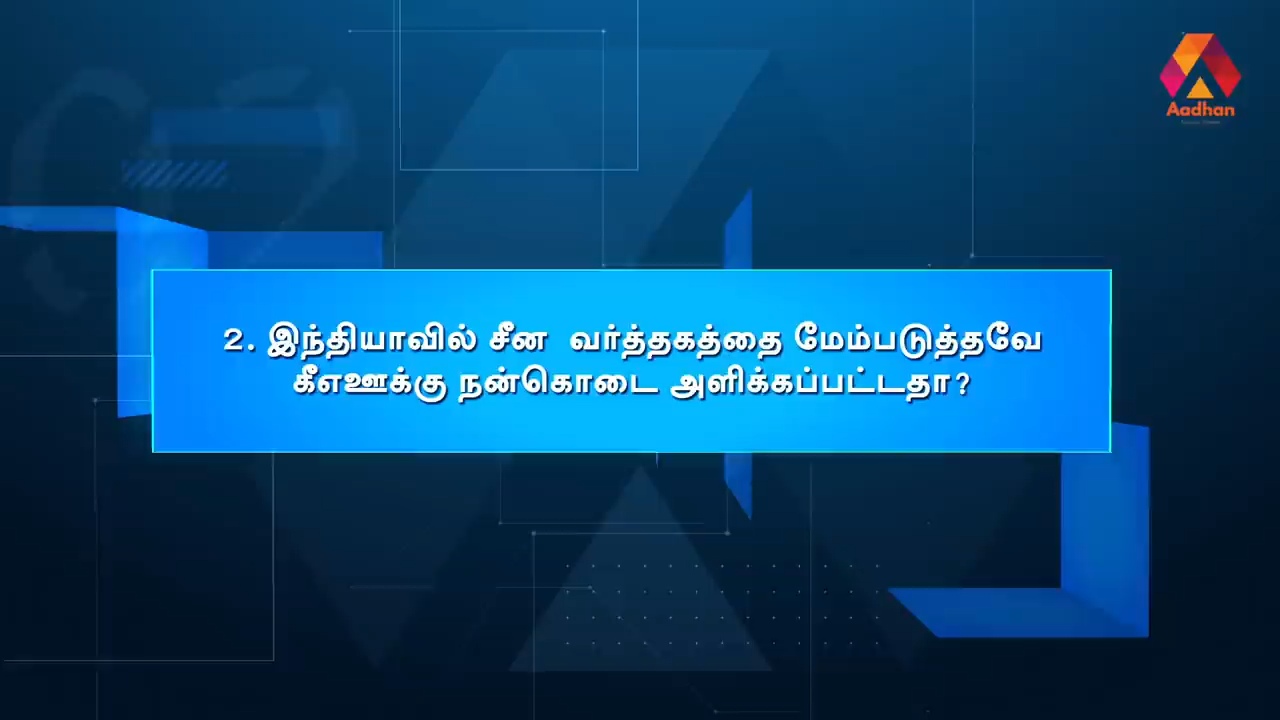 Aadhan
2. இந்தியாவில் சீன வர்த்தகத்தை மேம்படுத்தவே
கீஎஊக்கு நன்கொடை அளிக்கப்பட்டதா?